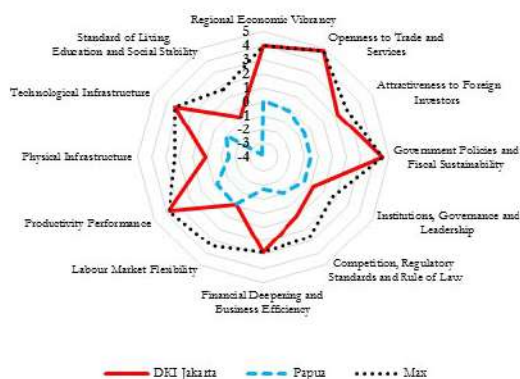 Regional Economic Vibrancy
Openness to Trade and
Services
Attractiveness to Foreign
Investors
Government Policies and
Fiscal Sustainability
Institutions, Governance and
Leadership
Competition, Regulatory
Standards and Rule of Law
Financial Deepening and
Business Efficiency
Labour Market Flexibility
Productivity Performance
Physical Infrastructure
Technological Infrastructure
Standard of Living,
Education and Social Stability
5
4
3
2
1
0
-1
-2
-3
-4
DKI Jakarta
Papua
Max